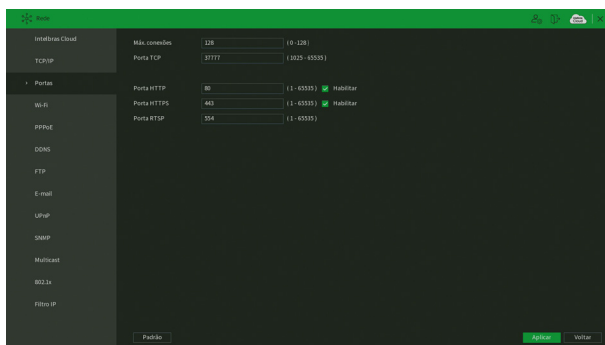 Rede
Intelbras Cloud
TCP/IP
Portas
Wi-Fi
PPPoE
DDNS
FTP
E-mail
UPnP
SNMP
Multicast
802.1x
Filtro IP
Máx.conexões 128 (0 -128)
Porta TCP 37777 (1025 - 65535)
Porta HTTP 80 (1 - 65535) Habilitar
Porta HTTPS 443 (1 - 65535) Habilitar
Porta RTSP 554 (1 - 65535)
Padrão Aplicar Voltar